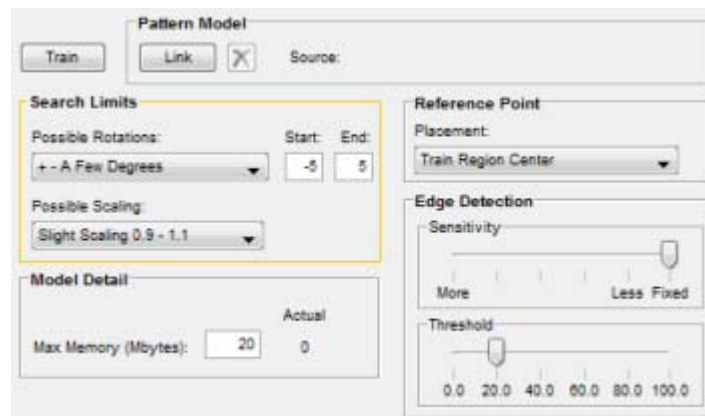 Pattern Model
Train
Link
Source:
Search Limits
Possible Rotations: Start: End:
+ - A Few Degrees -5 5
Possible Scaling:
Slight Scaling 0.9 - 1.1
Model Detail
Actual
Max Memory (Mbytes): 20 0
Reference Point
Placement:
Train Region Center
Edge Detection
Sensitivity
More Less Fixed
Threshold
0.0 20.0 40.0 60.0 80.0 100.0